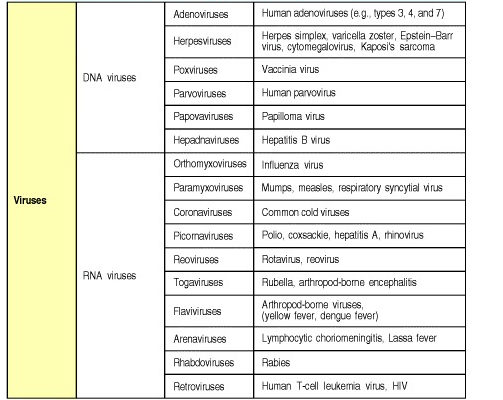 Adenoviruses Human adenoviruses (e.g., types 3, 4, and 7)
Herpesviruses Herpes simplex, varicella zoster, Epstein–Barr
virus, cytomegalovirus, Kaposi's sarcoma
DNA viruses
Poxviruses Vaccinia virus
Parvoviruses Human parvovirus
Papovaviruses Papilloma virus
Hepadnaviruses Hepatitis B virus
Orthomyxoviruses Influenza virus
Paramyxoviruses Mumps, measles, respiratory syncytial virus
Viruses
Coronaviruses Common cold viruses
Picornaviruses Polio, coxsackie, hepatitis A, rhinovirus
Reoviruses Rotavirus, reovirus
RNA viruses
Togaviruses Rubella, arthropod-borne encephalitis
Flaviviruses Arthropod-borne viruses,
(yellow fever, dengue fever)
Arenaviruses Lymphocytic choriomeningitis, Lassa fever
Rhabdoviruses Rabies
Retroviruses Human T-cell leukemia virus, HIV